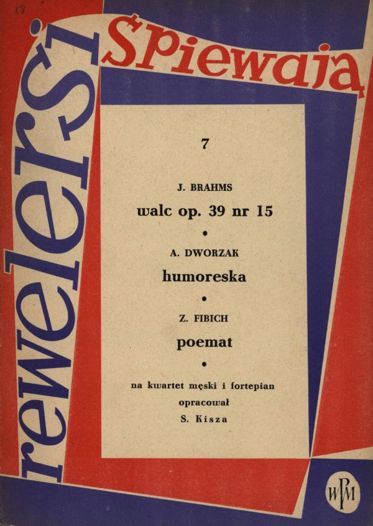 rewelersi
śpiewają
7
J. BRAHMS
walc op. 39 nr 15
•
A. DWORZAK
humoreska
•
Z. FIBICH
poemat
•
na kwartet męski i fortepian
opracował
S. Kisza
WPM